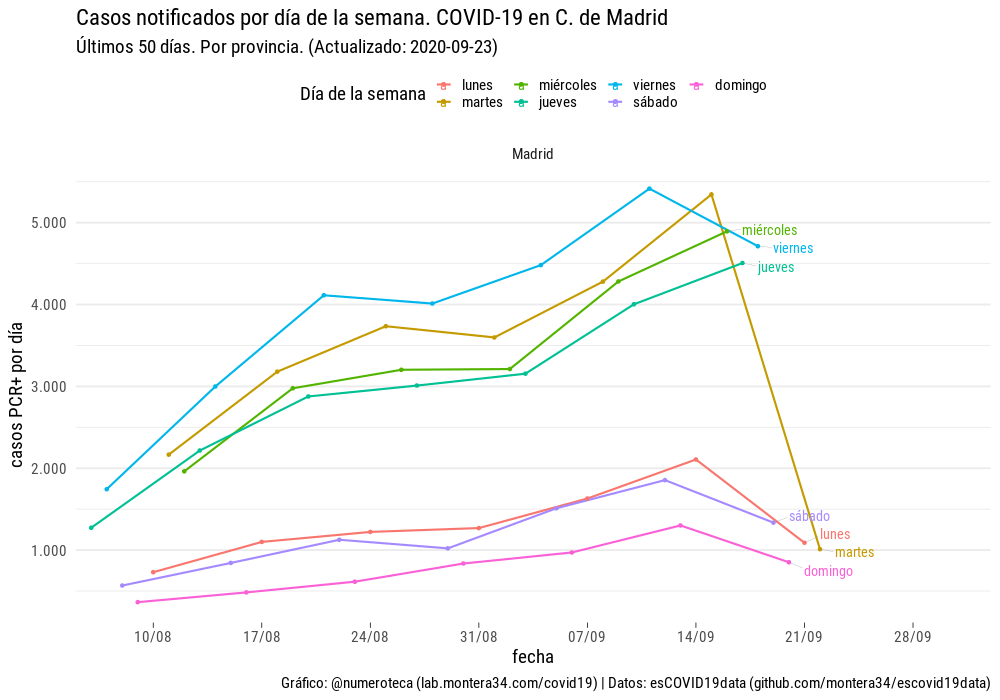 Casos notificados por día de la semana. COVID-19 en C. de Madrid
Últimos 50 días. Por provincia. (Actualizado: 2020-09-23)
Día de la semana
lunes
miércoles
viernes
domingo
martes
jueves
sábado
Madrid
casos PCR+ por día
5.000
4.000
3.000
2.000
1.000
miércoles
viernes
jueves
sábado
lunes
martes
domingo
10/08
17/08
24/08
31/08
07/09
14/09
21/09
28/09
fecha
Gráfico: @numeroteca (lab.montera34.com/covid19) | Datos: esCOVID19data (github.com/montera34/escovid19data)